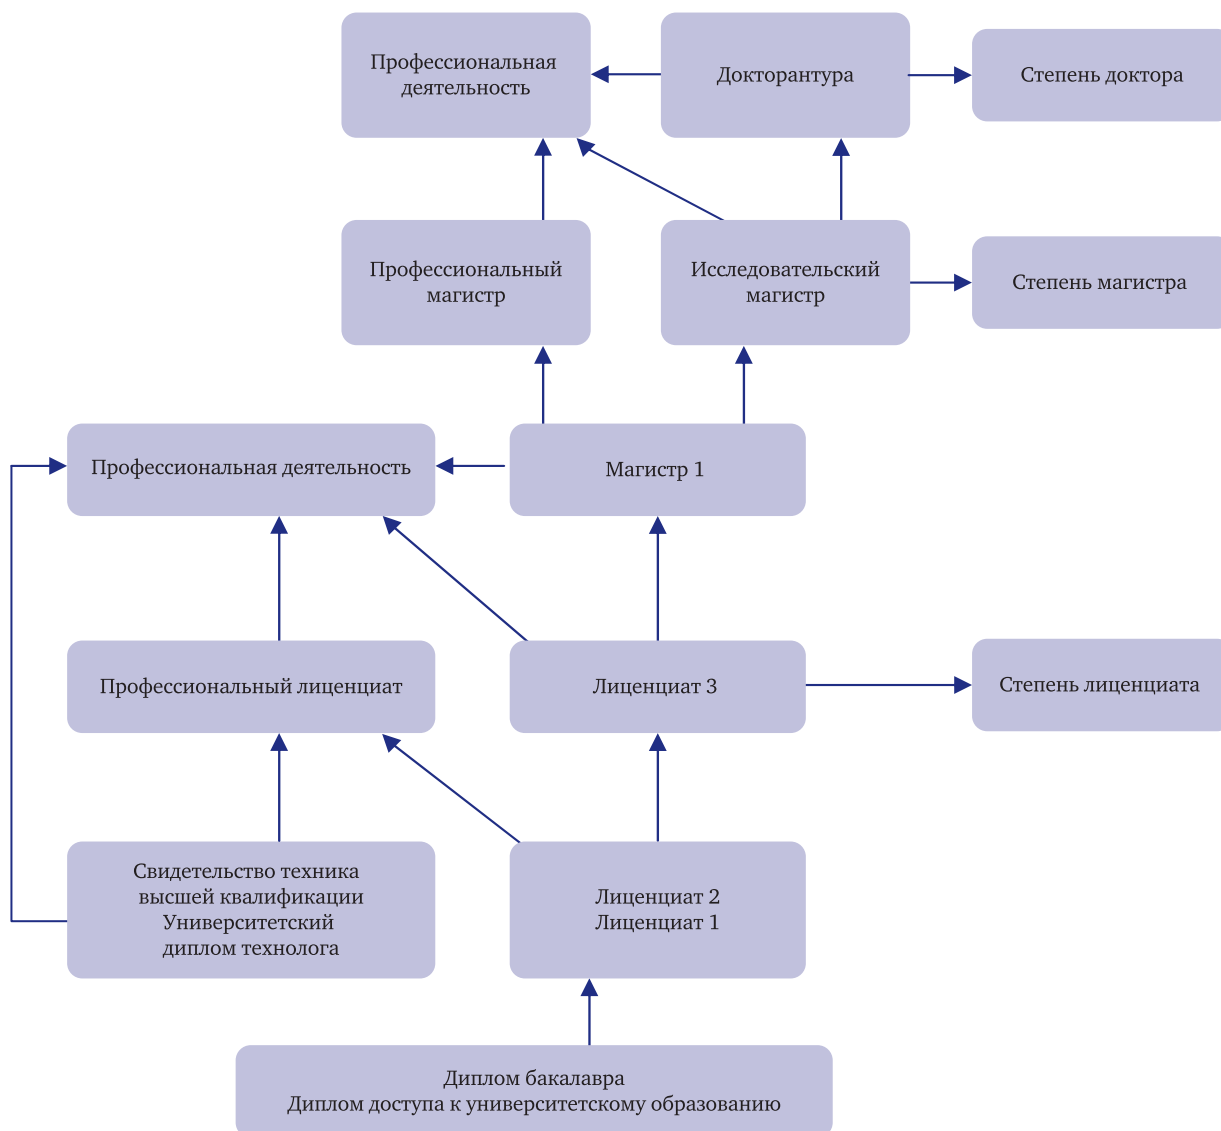 Профессиональная
деятельность
Докторантура
Степень доктора
Профессиональный
магистр
Исследовательский
магистр
Степень магистра
Профессиональная деятельность
Магистр 1
Профессиональный лиценциат
Лиценциат 3
Степень лиценциата
Свидетельство техника
высшей квалификации
Университетский
диплом технолога
Лиценциат 2
Лиценциат 1
Диплом бакалавра
Диплом доступа к университетскому образованию